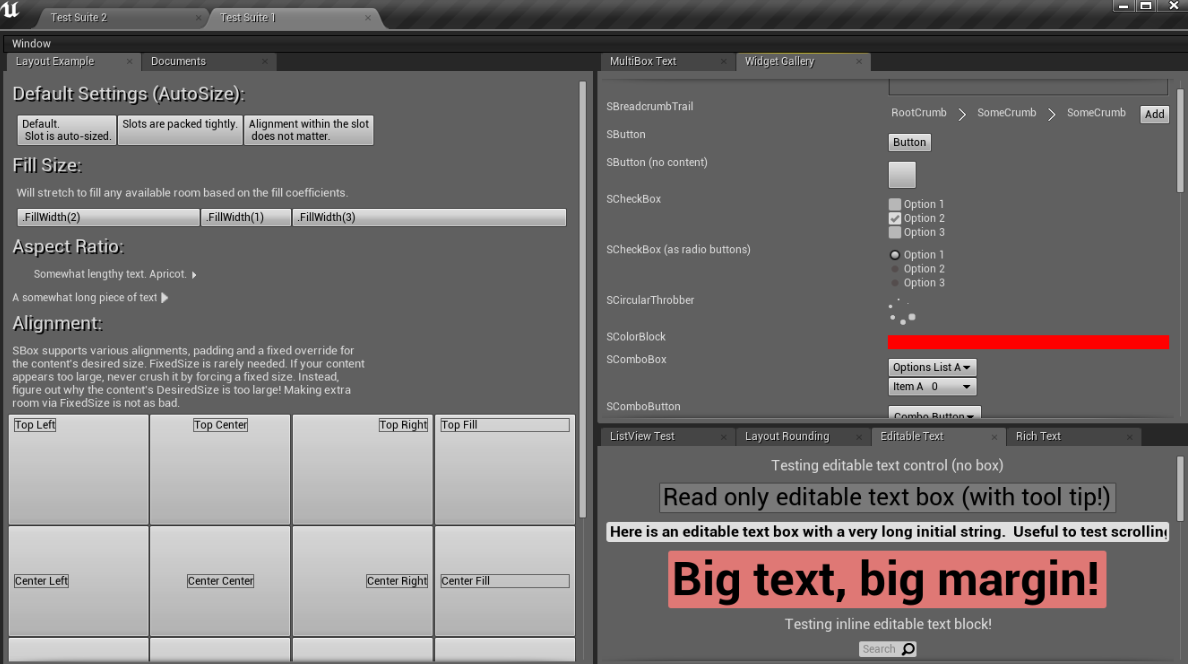 Test Suite 2
Test Suite 1
Window
Layout Example
Documents
Default Settings (AutoSize):
Default.
Slot is auto-sized.
Slots are packed tightly.
Alignment within the slot
does not matter.
Fill Size:
Will stretch to fill any available room based on the fill coefficients.
.FillWidth(2)
.FillWidth(1)
.FillWidth(3)
Aspect Ratio:
Somewhat lengthy text. Apricot.
A somewhat long piece of text
Alignment:
SBox supports various alignments, padding and a fixed override for
the content's desired size. FixedSize is rarely needed. If your content
appears too large, never crush it by forcing a fixed size. Instead,
figure out why the content's DesiredSize is too large! Making extra
room via FixedSize is not as bad.
Top Left
Top Center
Top Right
Top Fill
Center Left
Center Center
Center Right
Center Fill
MultiBox Text
Widget Gallery
SBreadcrumbTrail
RootCrumb
SomeCrumb
SomeCrumb
Add
SButton
Button
SButton (no content)
SCheckBox
Option 1
Option 2
Option 3
SCheckBox (as radio buttons)
Option 1
Option 2
Option 3
SCircularThrobber
SColorBlock
SComboBox
Options List A
Item A 0
SComboButton
Combo Button
ListView Test
Layout Rounding
Editable Text
Rich Text
Testing editable text control (no box)
Read only editable text box (with tool tip!)
Here is an editable text box with a very long initial string. Useful to test scrolling
Big text, big margin!
Testing inline editable text block!
Search